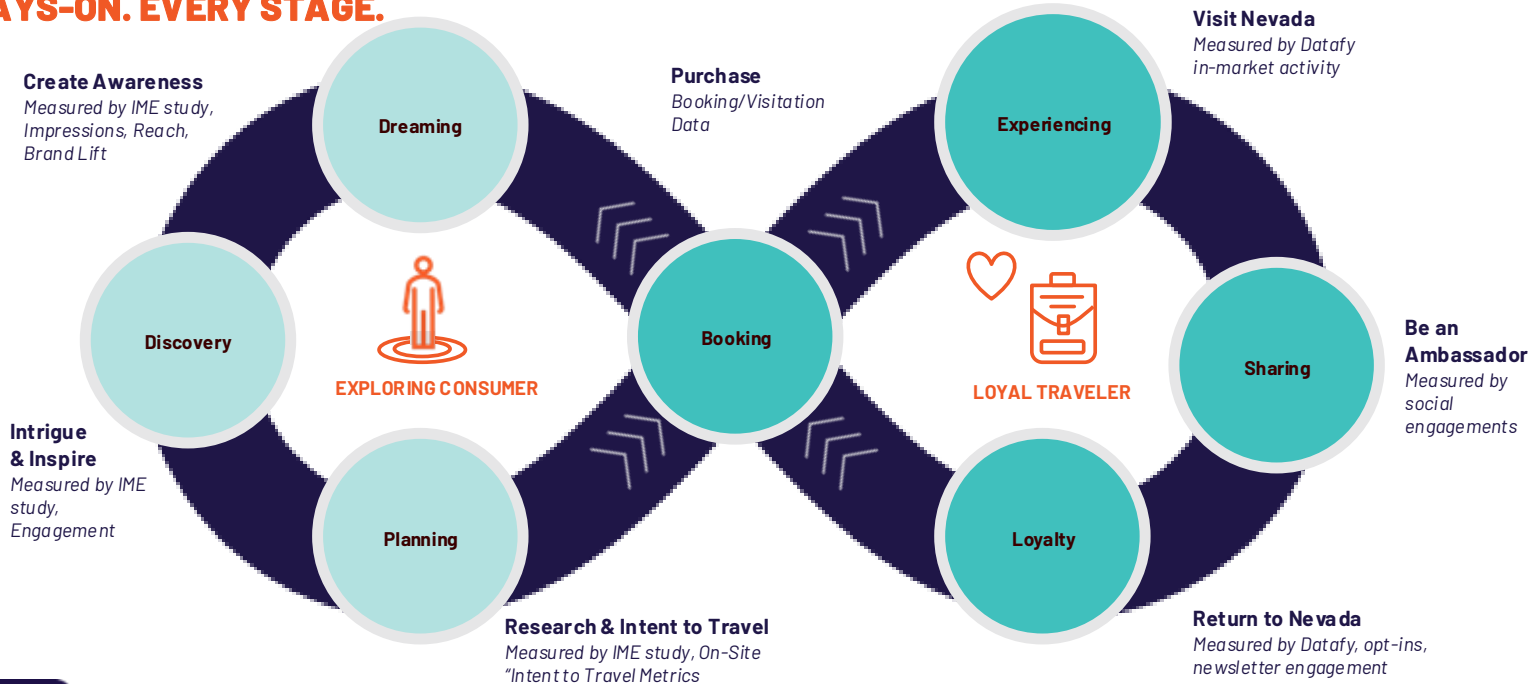 AYS-ON. EVERY STAGE.
Create Awareness
Measured by IME study,
Impressions, Reach,
Brand Lift
Dreaming
Purchase
Booking/Visitation
Data
Experiencing
Visit Nevada
Measured by Datafy
in-market activity
Discovery
EXPLORING CONSUMER
Booking
LOYAL TRAVELER
Sharing
Be an
Ambassador
Measured by
social
engagements
Intrigue
& Inspire
Measured by IME
study,
Engagement
Planning
Research & Intent to Travel
Measured by IME study, On-Site
“Intent to Travel Metrics
Loyalty
Return to Nevada
Measured by Datafy, opt-ins,
newsletter engagement